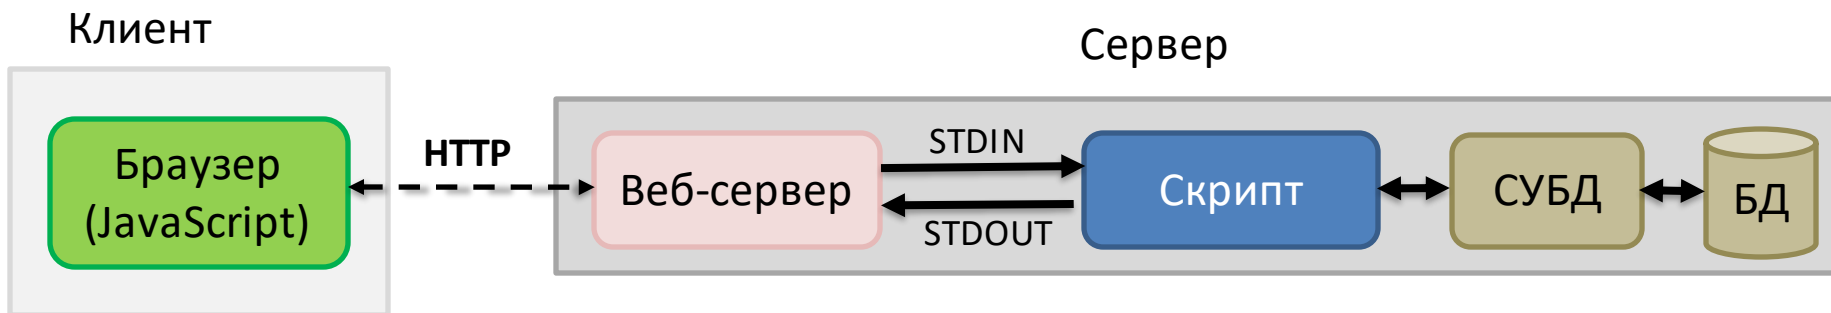 Клиент
Сервер
Браузер
(JavaScript)
HTTP
Веб-сервер
STDIN
STDOUT
Скрипт
СУБД
БД